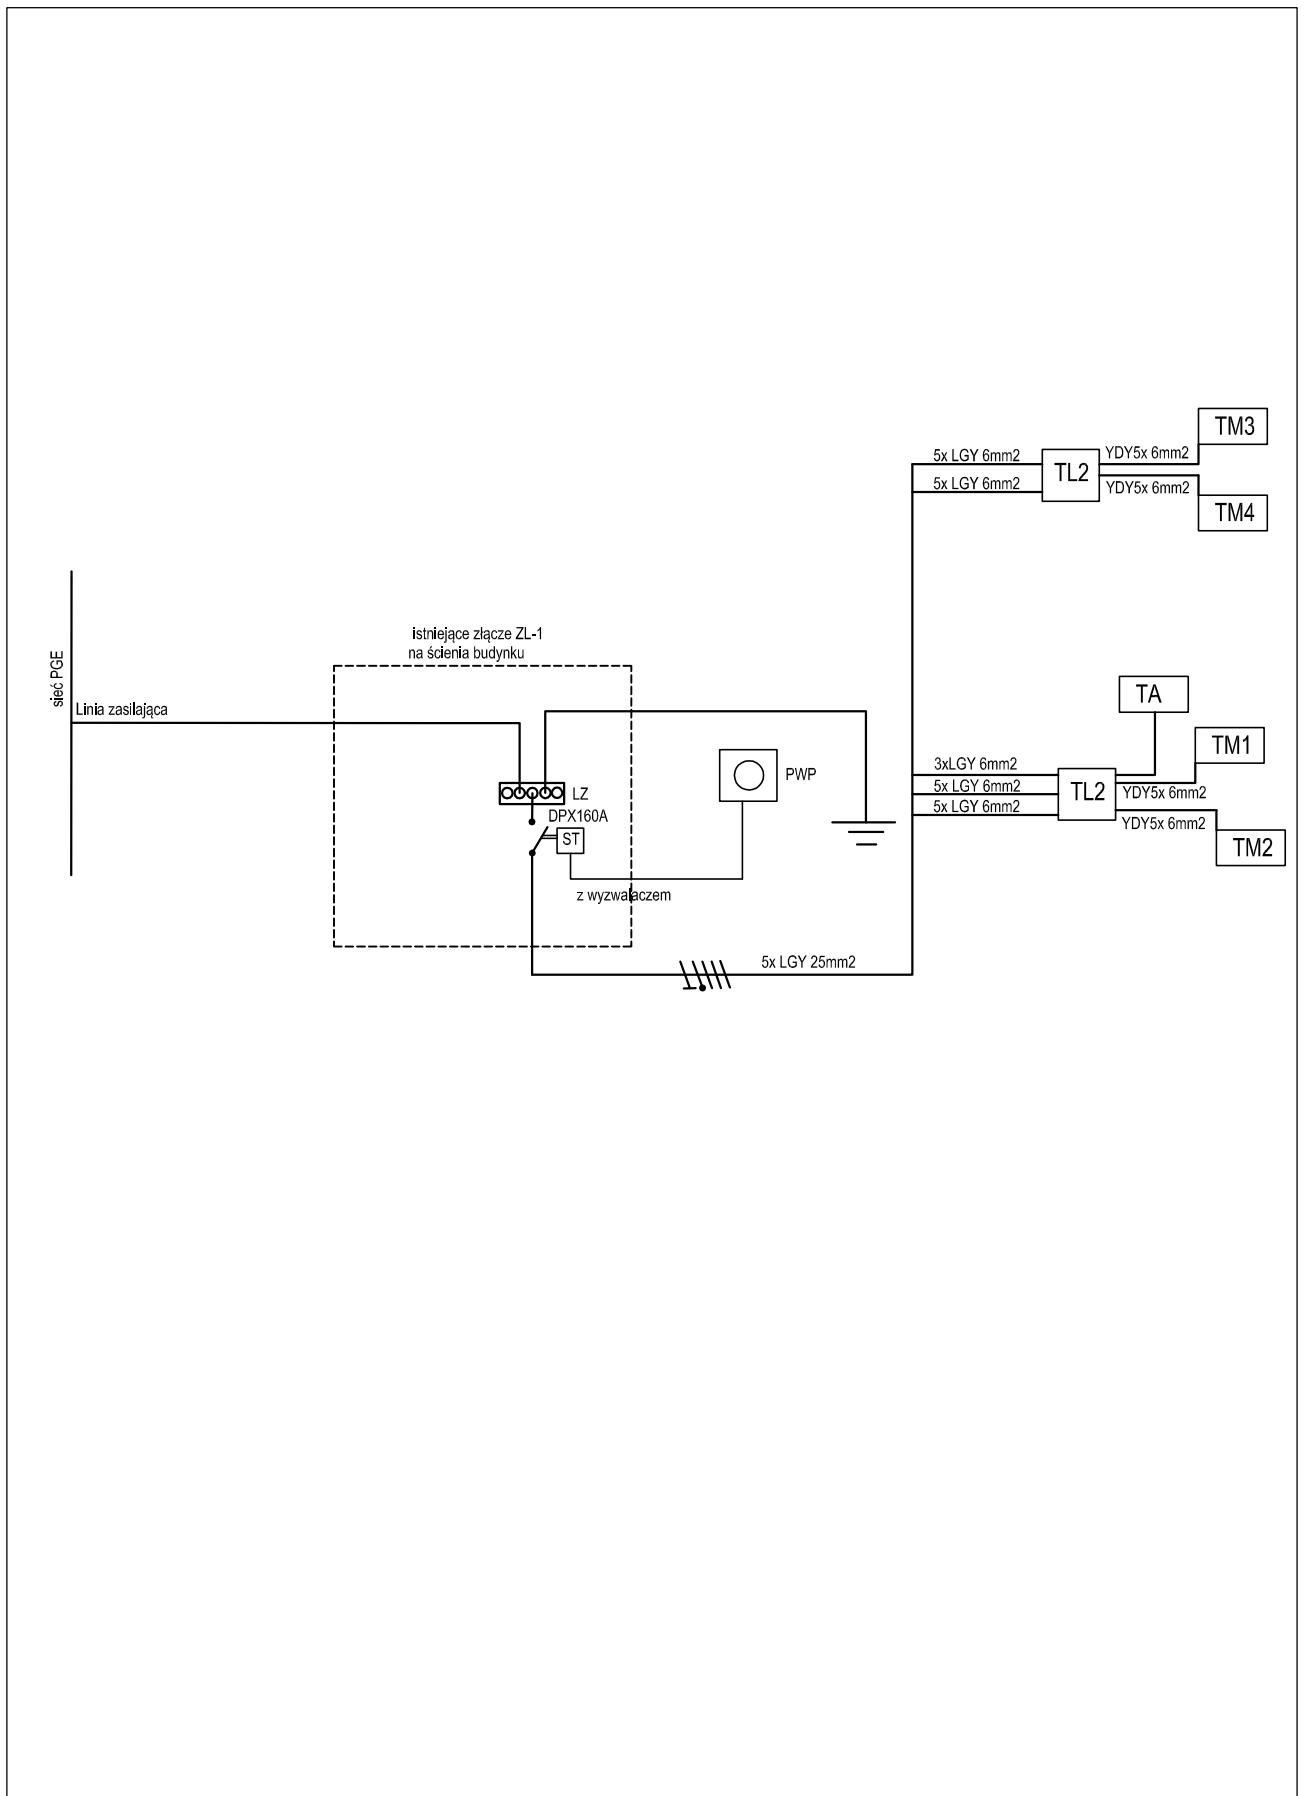 TM3
5x LGY 6mm2
YDY5x 6mm2
TL2
5x LGY 6mm2
YDY5x 6mm2
TM4
istniejące złącze ZL-1
na ścienia budynku
sieć PGE
Linia zasilająca
TA
TM1
3xLGY 6mm2
PWP
5x LGY 6mm2
TL2
YDY5x 6mm2
LZ
5x LGY 6mm2
DPX160A
YDY5x 6mm2
ST
TM2
z wyzwalaczem
5x LGY 25mm2